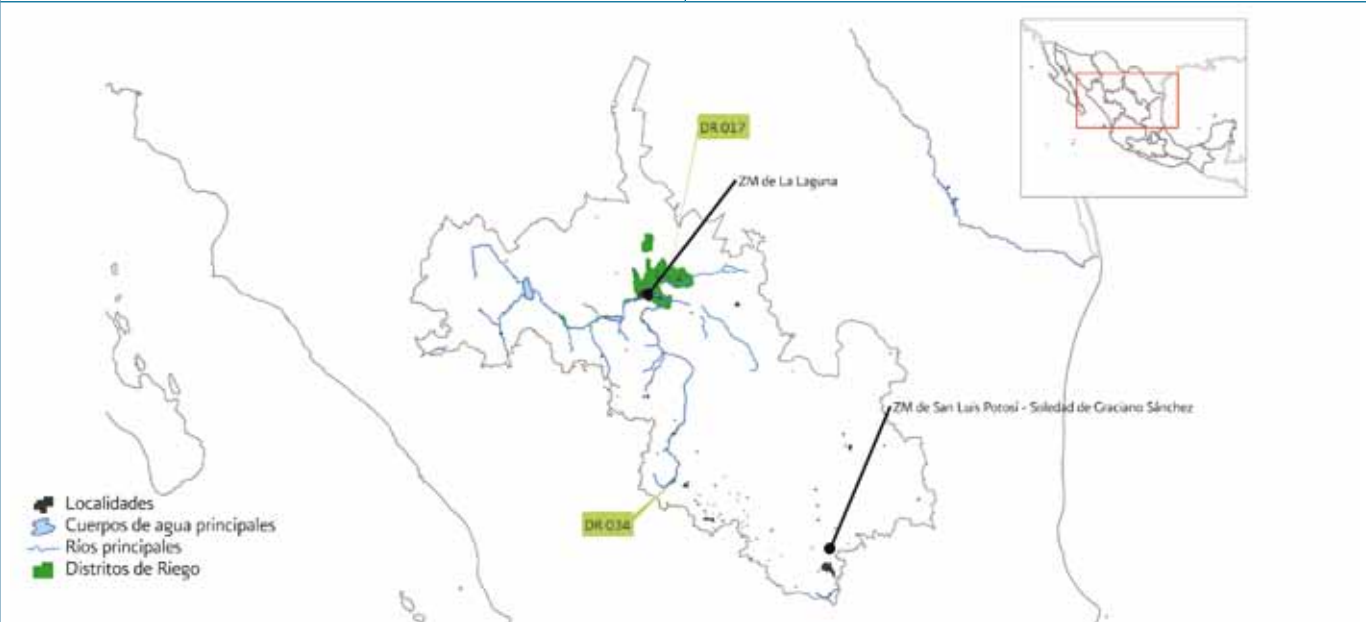 DR 017
ZM de La Laguna
ZM de San Luis Potosí - Soledad de Graciano Sánchez
DR 034
Localidades
Cuerpos de agua principales
Ríos principales
Distritos de Riego